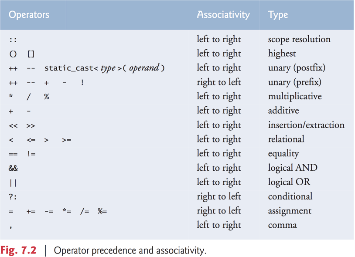 Operators Associativity Type
:: left to right scope resolution
() [] left to right highest
++ -- static_cast< type >( operand ) left to right unary (postfix)
++ -- + - ! right to left unary (prefix)
* / % left to right multiplicative
+ - left to right additive
<< >> left to right insertion/extraction
< <= > >= left to right relational
== != left to right equality
&& left to right logical AND
|| left to right logical OR
?: right to left conditional
= += -= *= /= %= right to left assignment
, left to right comma
Fig. 7.2 | Operator precedence and associativity.